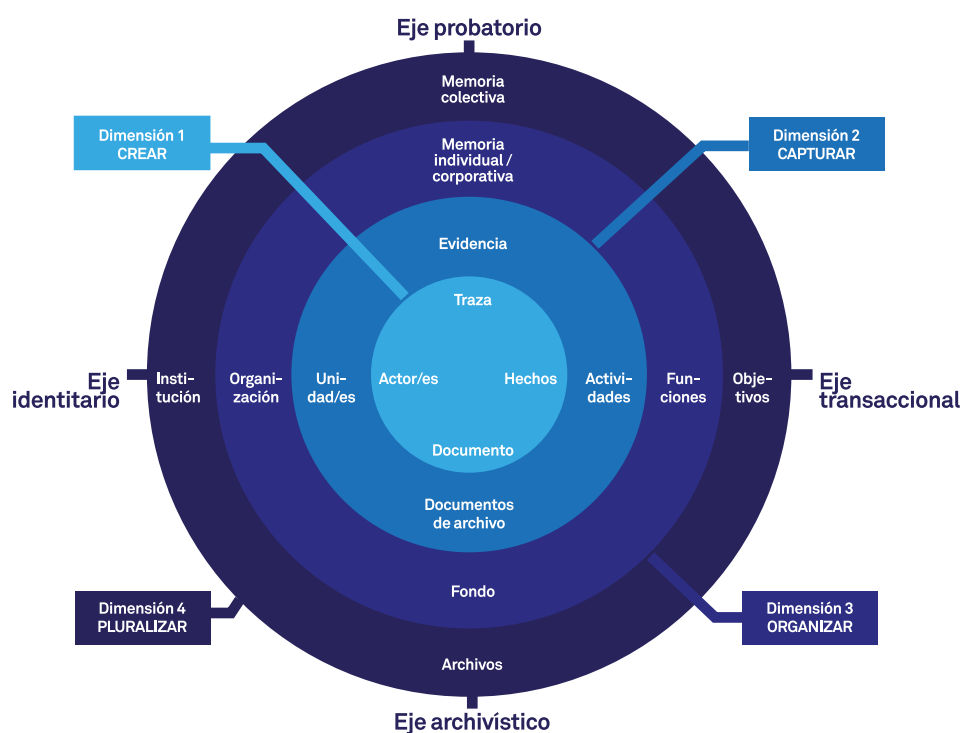 Eje probatorio
Memoria
colectiva
Dimensión 1
CREAR
Dimensión 2
CAPTURAR
Memoria
individual /
corporativa
Evidencia
Traza
Eje
identitario
Insti-
tución
Organi-
zación
Uni-
dad/es
Actor/es
Hechos
Activi-
dades
Fun-
ciones
Obje-
tivos
Eje
transaccional
Documento
Documentos
de archivo
Fondo
Dimensión 4
PLURALIZAR
Dimensión 3
ORGANIZAR
Archivos
Eje archivístico